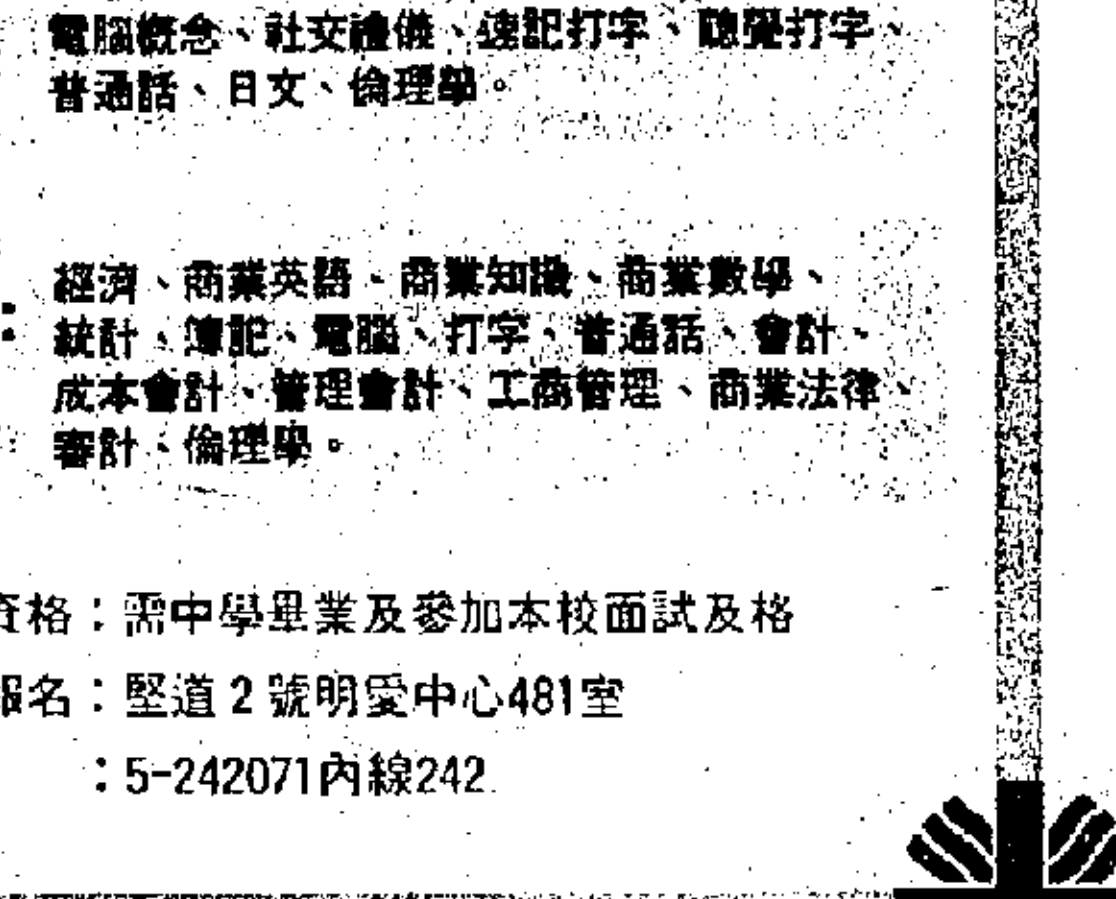 電腦概念、社交禮儀、速記打字、聽覺打字、
普通話、日文、倫理學。
經濟、商業英語、商業知識、商業數學、
：統計、簿記、電腦、打字、普通話、會計、
成本會計、管理會計、工商管理、商業法律、
審計、倫理學。
資格：需中學畢業及參加本校面試及格
報名：堅道2號明愛中心481室
：5-242071內線242